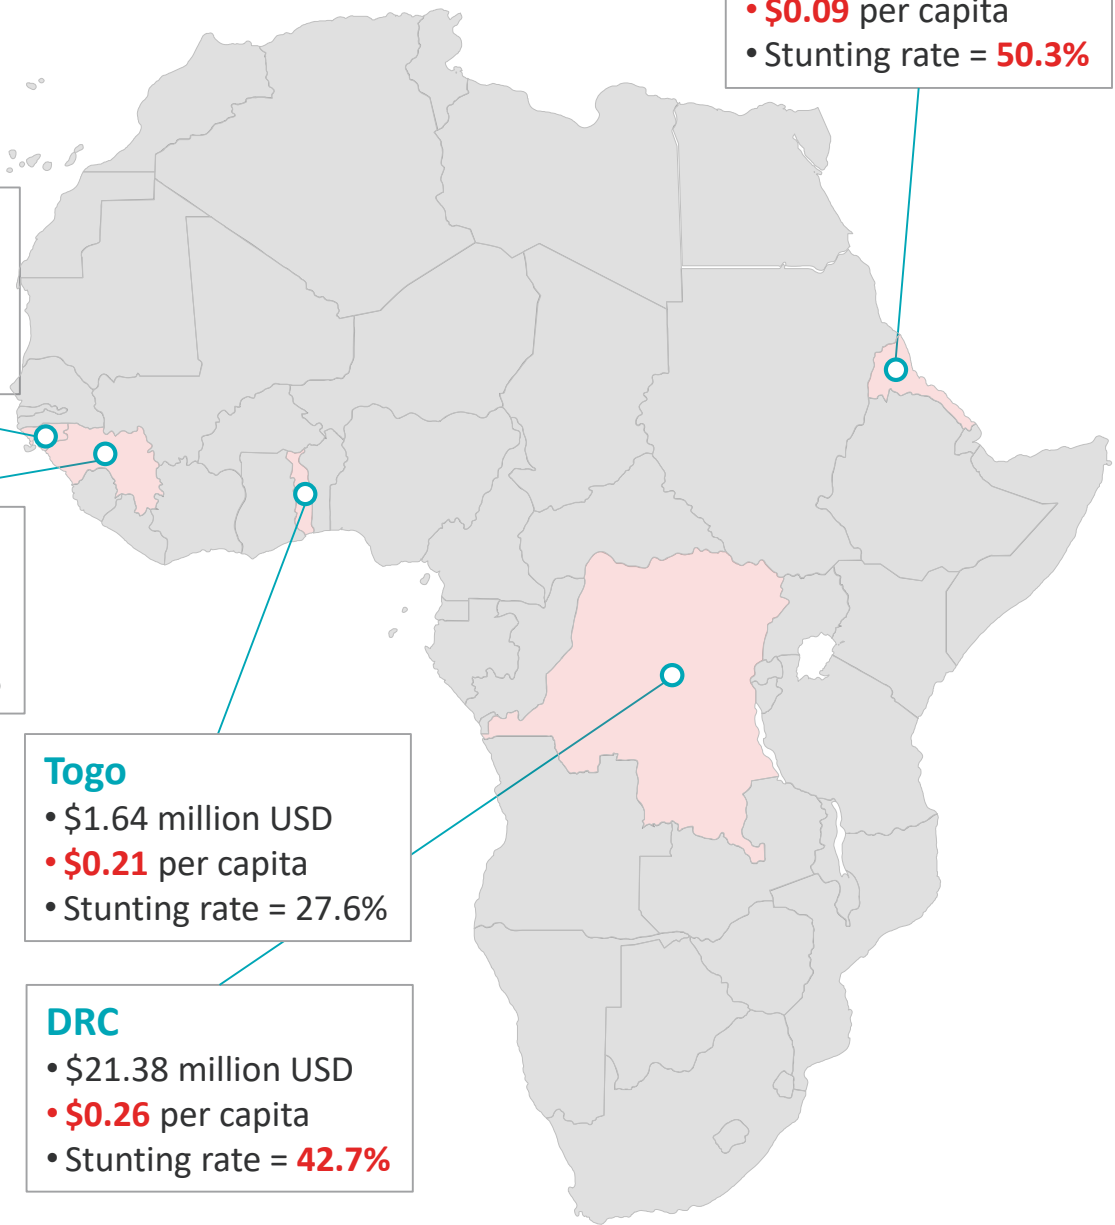 • $0.09 per capita
• Stunting rate = 50.3%
Togo
• $1.64 million USD
• $0.21 per capita
• Stunting rate = 27.6%
DRC
• $21.38 million USD
• $0.26 per capita
• Stunting rate = 42.7%